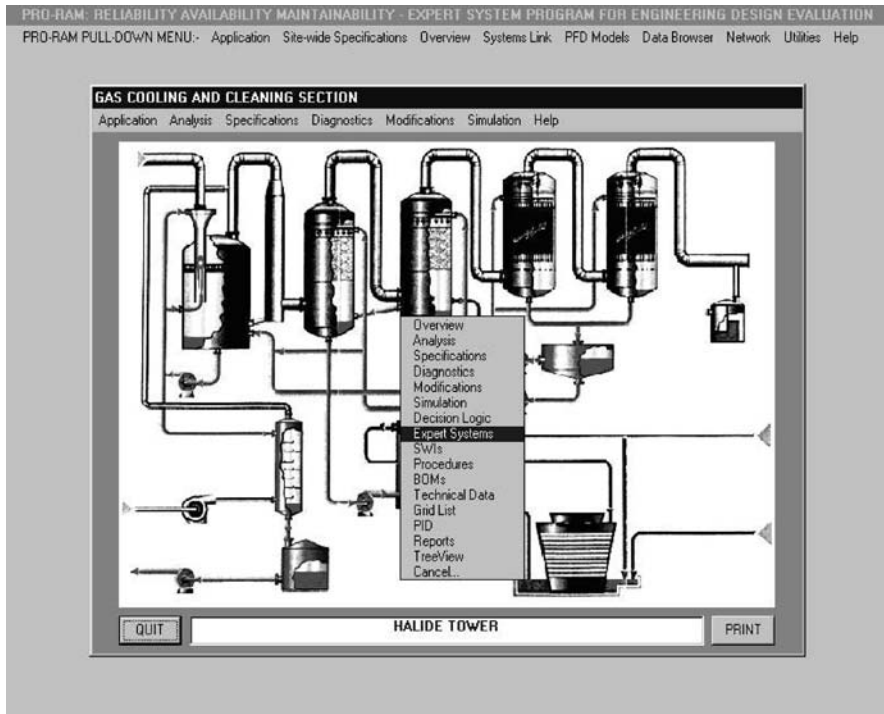 PRO-RAM: RELIABILITY AVAILABILITY MAINTAINABILITY - EXPERT SYSTEM PROGRAM FOR ENGINEERING DESIGN EVALUATION
PRO-RAM PULL-DOWN MENU:- Application Site-wide Specifications Overview Systems Link PFD Models Data Browser Network Utilities Help
GAS COOLING AND CLEANING SECTION
Application Analysis Specifications Diagnostics Modifications Simulation Help
Overview
Analysis
Specifications
Diagnostics
Modifications
Simulation
Decision Logic
Expert Systems
SWIs
Procedures
BOMs
Technical Data
Grid List
PID
Reports
TreeView
Cancel...
QUIT HALIDE TOWER PRINT